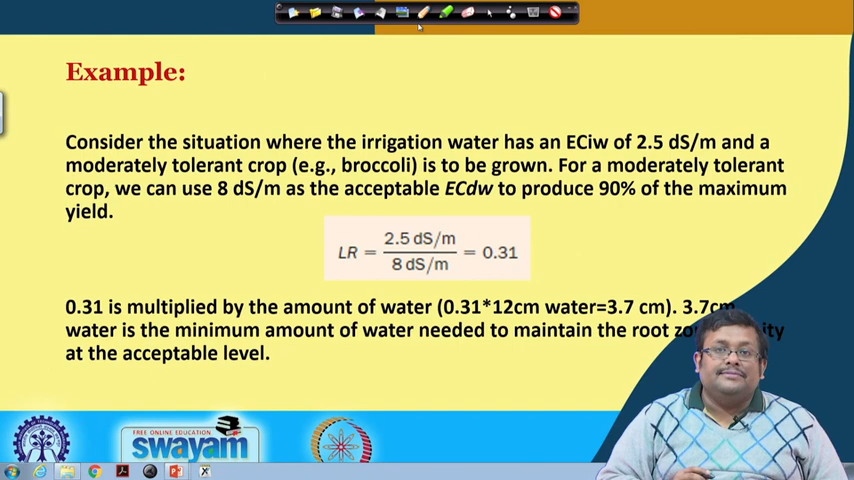 Example:
Consider the situation where the irrigation water has an ECiw of 2.5 dS/m and a
moderately tolerant crop (e.g., broccoli) is to be grown. For a moderately tolerant
crop, we can use 8 dS/m as the acceptable ECdw to produce 90% of the maximum
yield.
LR = 2.5 dS/m / 8 dS/m = 0.31
0.31 is multiplied by the amount of water (0.31*12cm water=3.7 cm). 3.7cm
water is the minimum amount of water needed to maintain the root
at the acceptable level.
FREE ONLINE EDUCATION
swayam